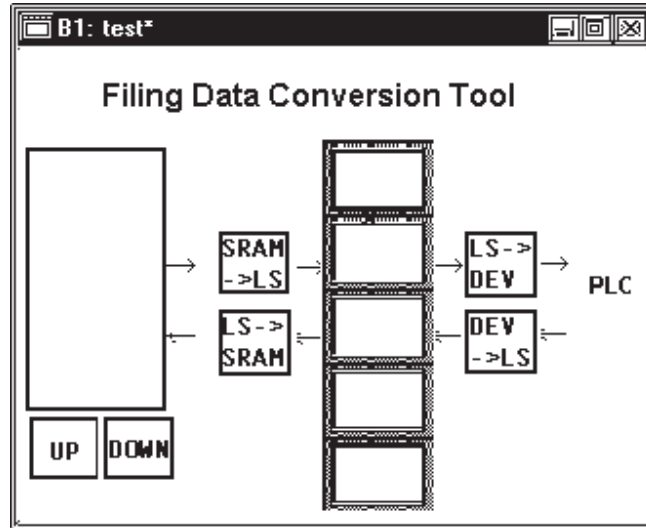 B1: test*
Filing Data Conversion Tool
SRAM
->LS
LS->
DEV
PLC
LS->
SRAM
DEV
->LS
UP
DOWN